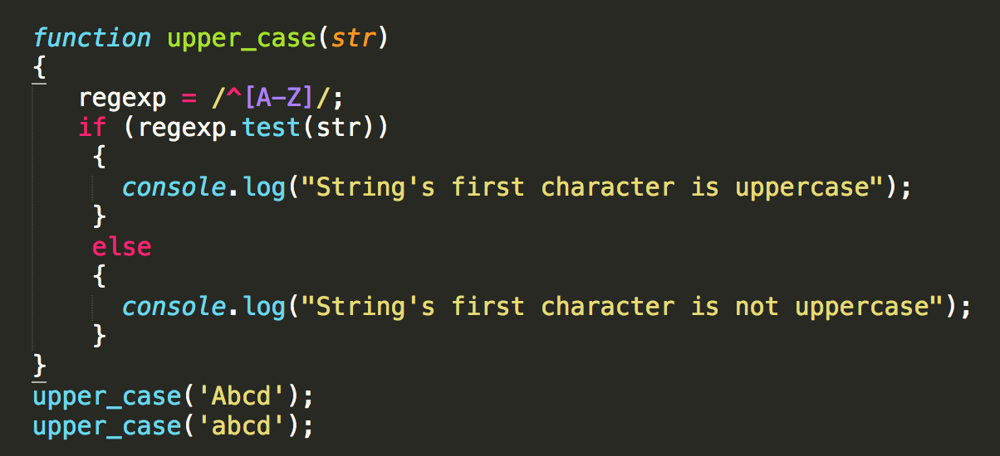 function upper_case(str)
{
   regexp = /^[A-Z]/;
   if (regexp.test(str))
    {
      console.log("String's first character is uppercase");
    }
    else
    {
      console.log("String's first character is not uppercase");
    }
}
upper_case('Abcd');
upper_case('abcd');